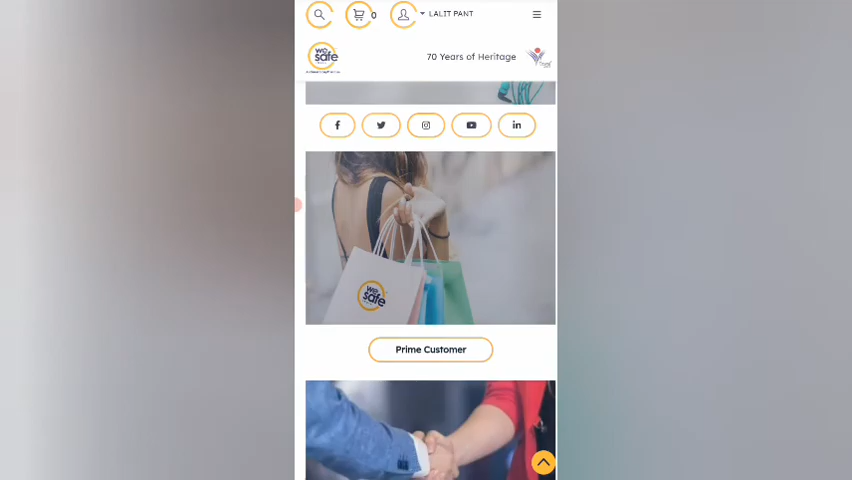 0
LALIT PANT
we
safe
70 Years of Heritage
we
safe
Prime Customer